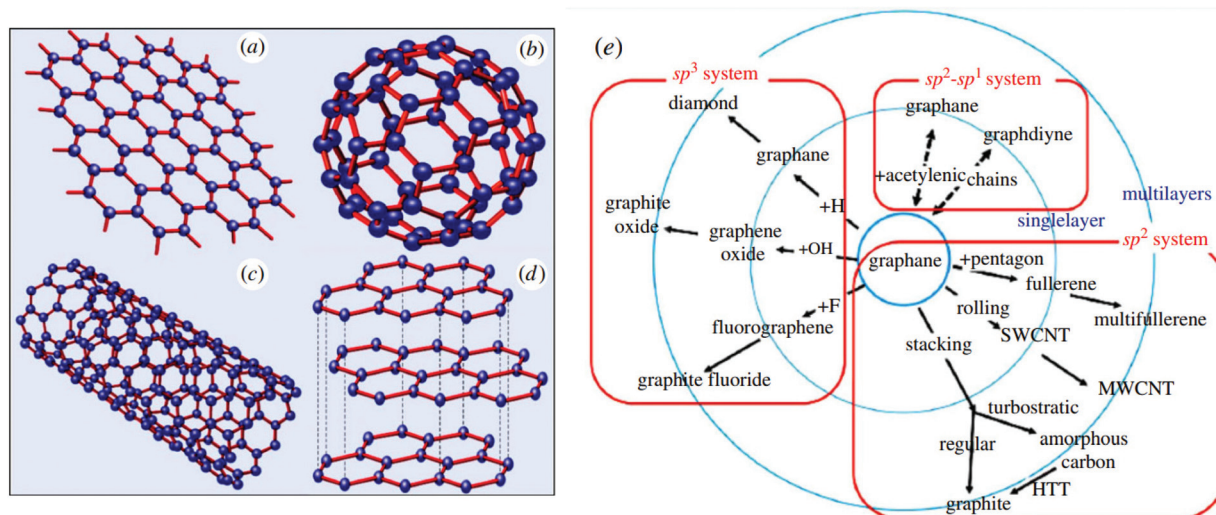 (a)
(b)
(c)
(d)
(e)
sp3 system
diamond
graphane
+H
graphite
oxide
graphene
oxide
+OH
+F
fluorographene
graphite fluoride
sp2-sp1 system
graphane
graphdiyne
+acetylenic chains
multilayers
singlelayer
sp2 system
graphane
+pentagon
fullerene
multifullerene
rolling
SWCNT
MWCNT
stacking
turbostratic
regular
amorphous
carbon
HTT
graphite